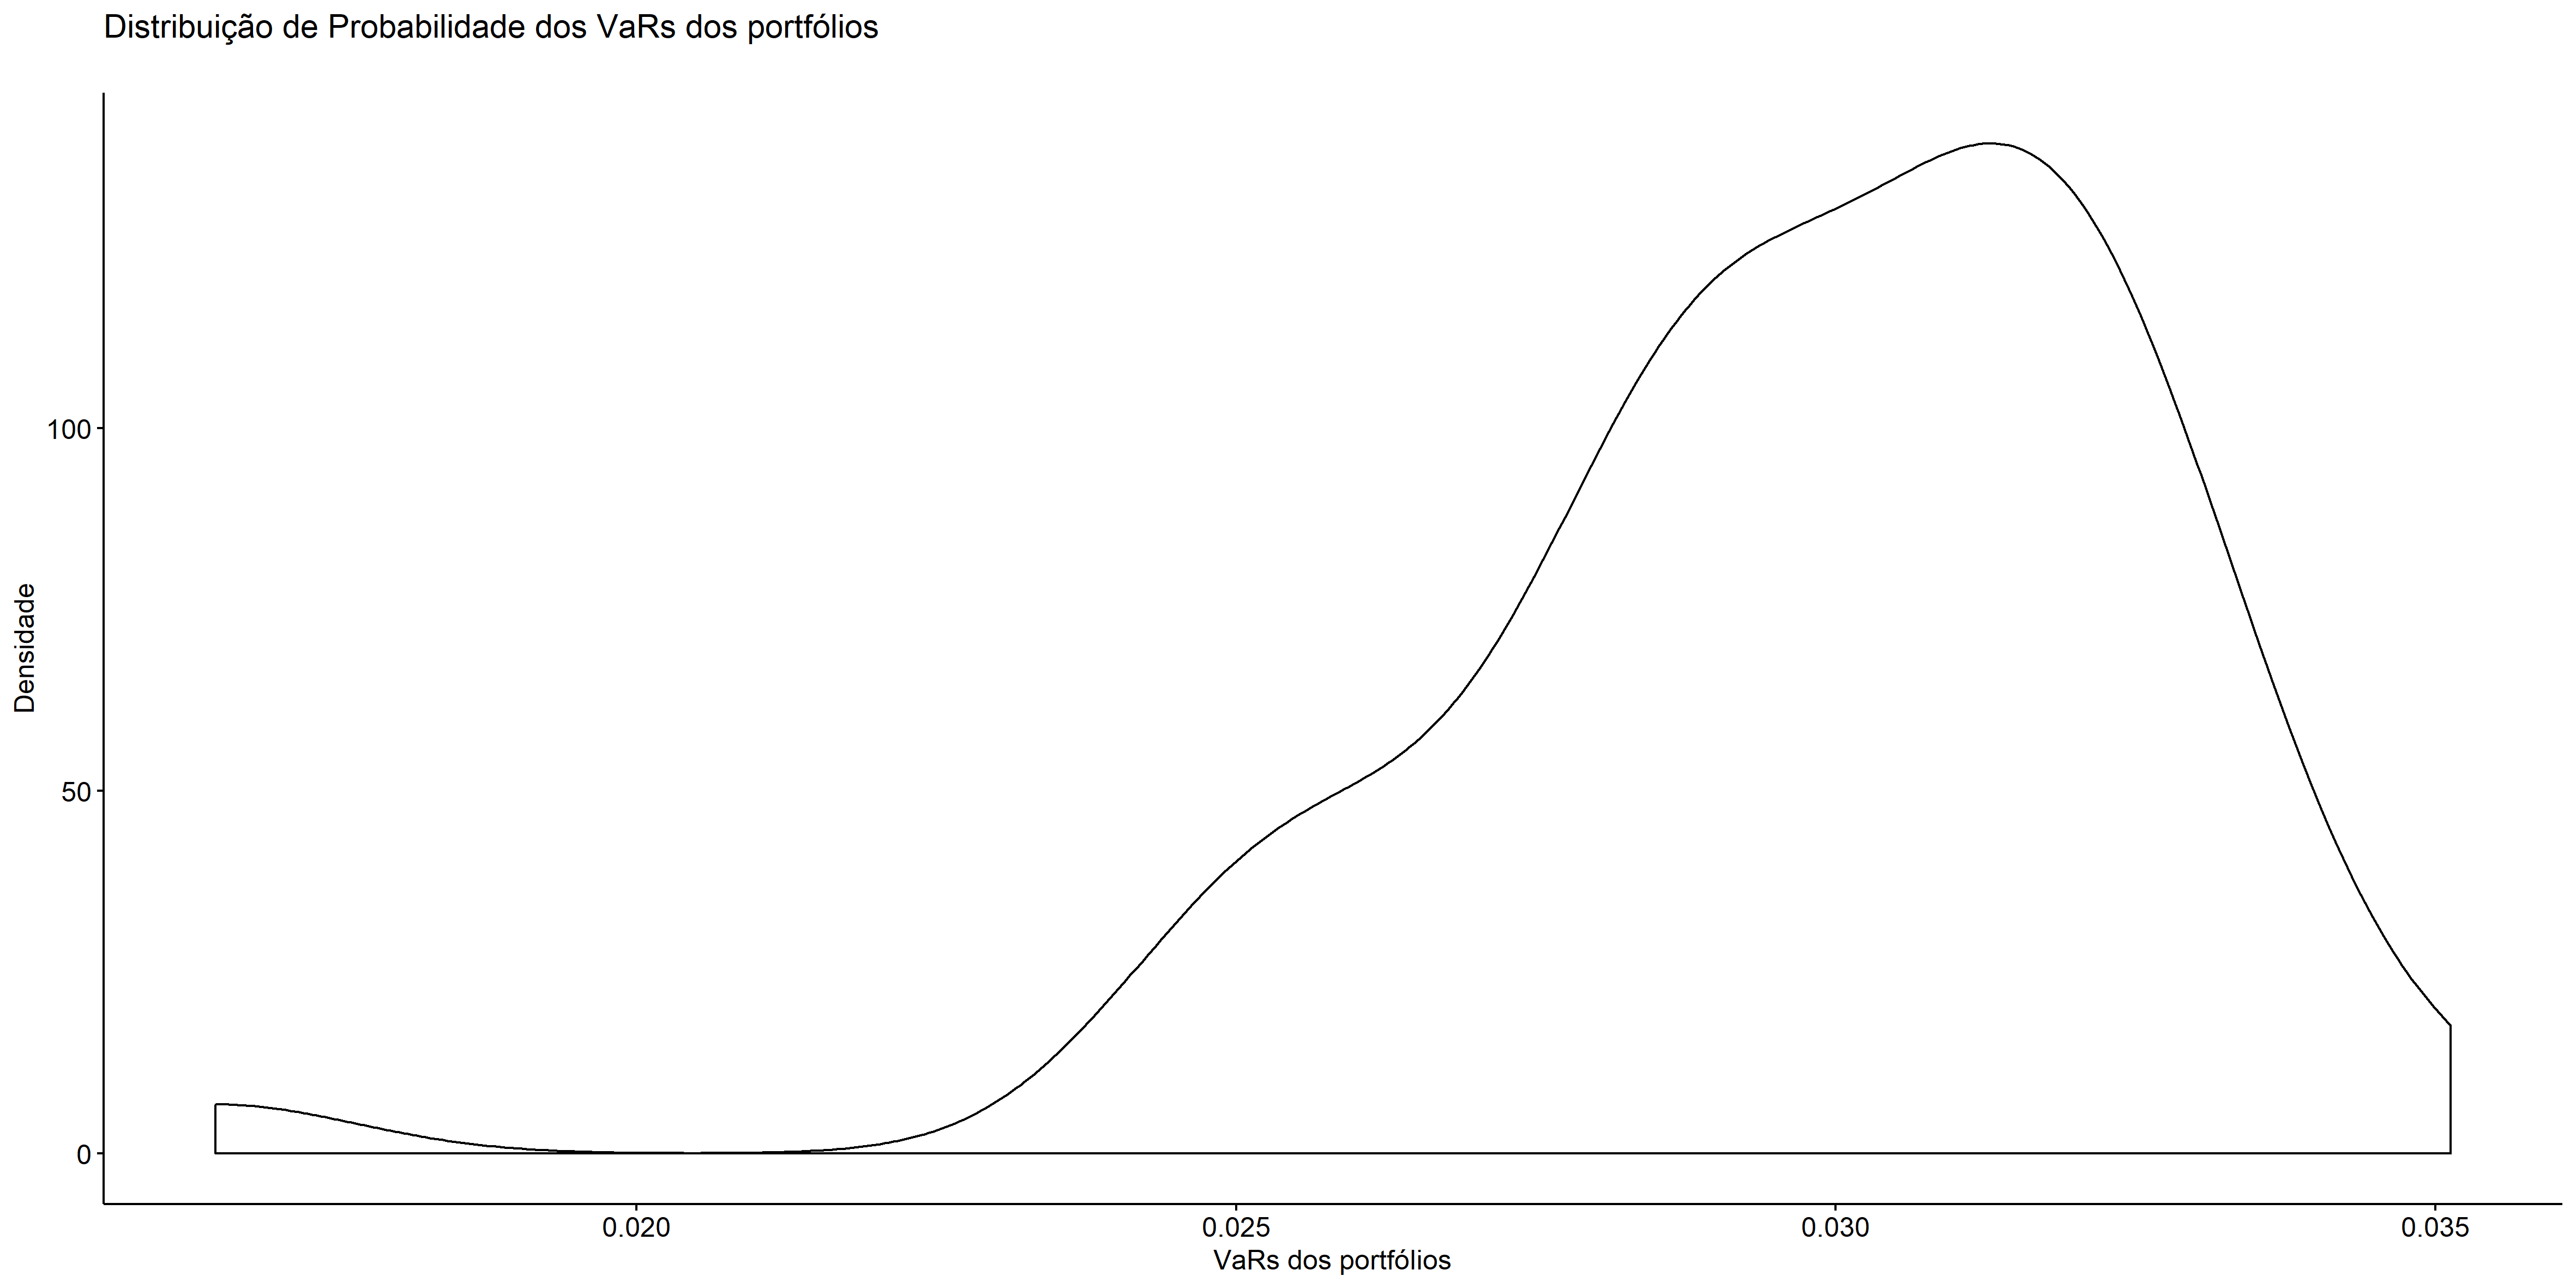 Distribuição de Probabilidade dos VaRs dos portfólios
Densidade
100
50
0
0.020
0.025
0.030
0.035
VaRs dos portfólios